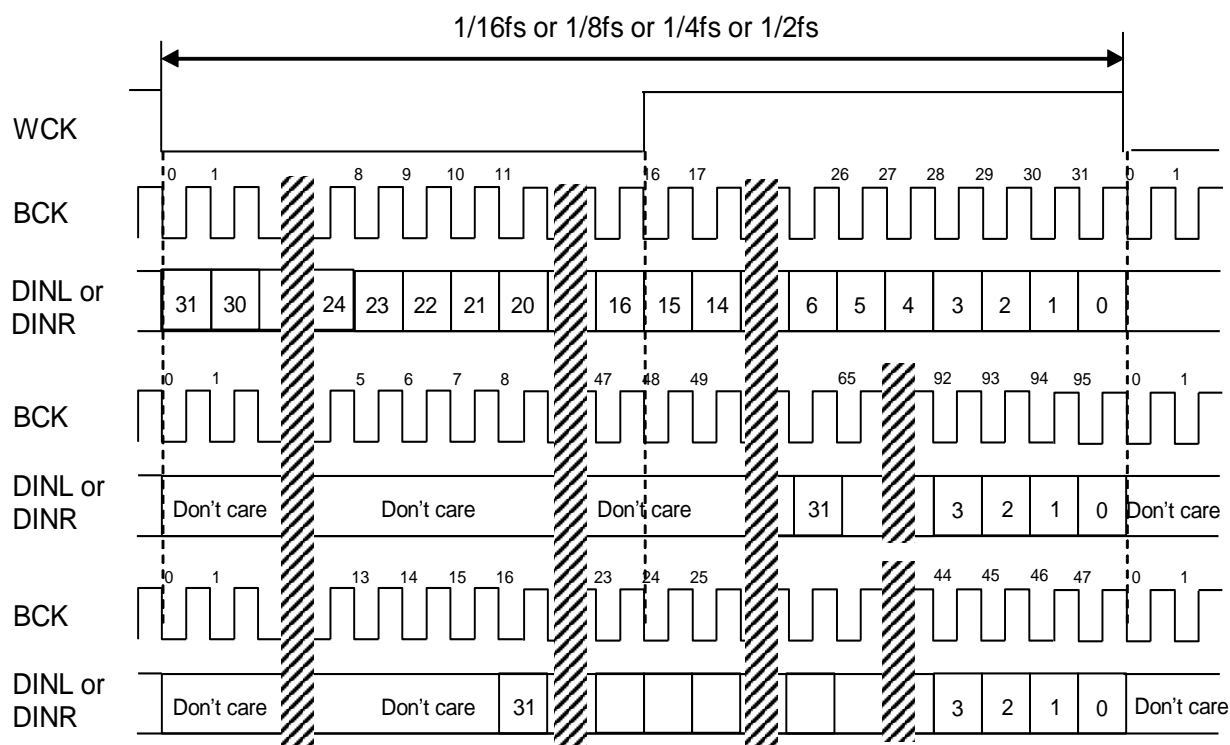 1/16fs or 1/8fs or 1/4fs or 1/2fs
WCK
0 1 8 9 10 11 6 17 26 27 28 29 30 31 0 1
BCK
DINL or
DINR
31 30 24 23 22 21 20 16 15 14 6 5 4 3 2 1 0
0 1 5 6 7 8 47 48 49 65 92 93 94 95 0 1
BCK
DINL or
DINR
Don't care Don't care Don't care 31 3 2 1 0 Don't care
0 1 13 14 15 16 23 24 25 44 45 46 47 0 1
BCK
DINL or
DINR
Don't care Don't care 31 3 2 1 0 Don't care